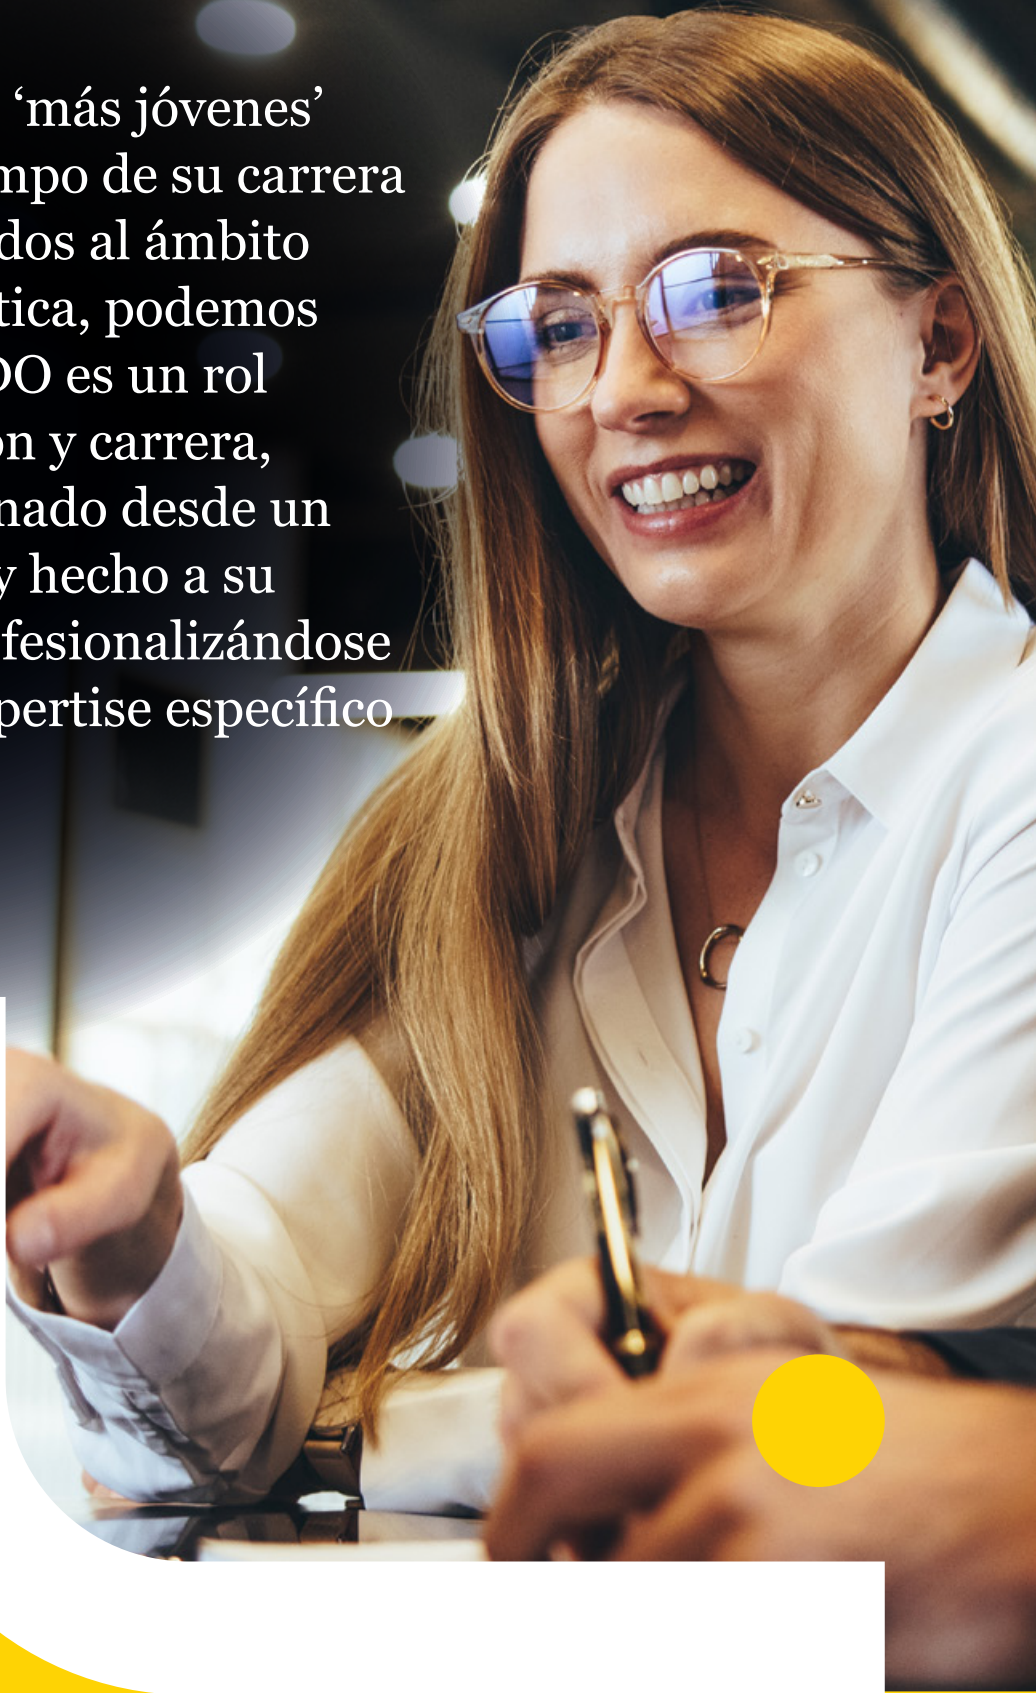 ‘más jóvenes’
mpo de su carrera
dos al ámbito
tica, podemos
DO es un rol
ón y carrera,
nado desde un
y hecho a su
fesionalizándose
pertise específico